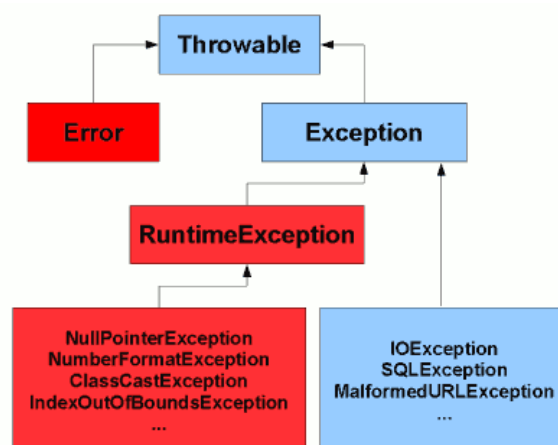 Throwable
Error
Exception
RuntimeException
NullPointerException
NumberFormatException
ClassCastException
IndexOutOfBoundsException
...
IOException
SQLException
MalformedURLException
...